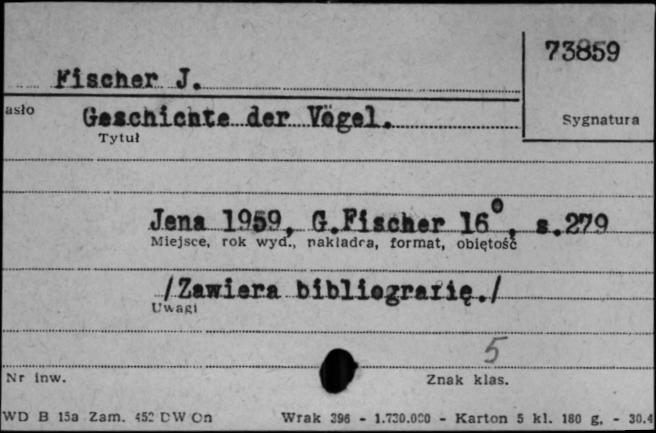 73859
Fischer J.
asło
Geschichte der Vögel.
Sygnatura
Tytuł
Jena 1959, G.Fischer 16°, s.279
Miejsce, rok wyd., nakładca, format, objętość
/Zawiera bibliografię./
Uwagi
5
Nr inw.
Znak klas.
WD B 15a Zam. 452 DW Cn Wrak 396 - 1.730.000 - Karton 5 kl. 180 g. - 30.4